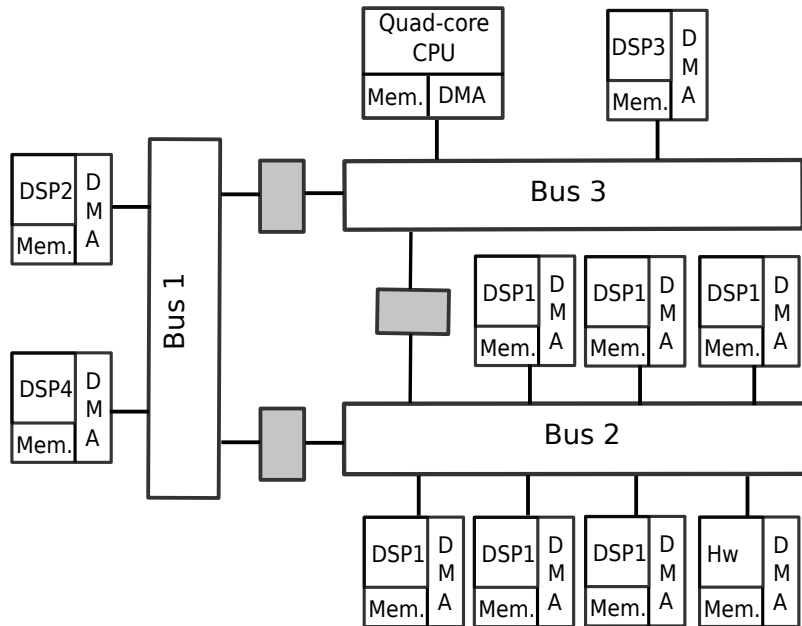 Quad-core
CPU
Mem. DMA
DSP3
Mem.
D
M
A
DSP2
Mem.
D
M
A
Bus 3
Bus 1
DSP1
Mem.
D
M
A
DSP1
Mem.
D
M
A
DSP1
Mem.
D
M
A
DSP4
Mem.
D
M
A
Bus 2
DSP1
Mem.
D
M
A
DSP1
Mem.
D
M
A
DSP1
Mem.
D
M
A
Hw
Mem.
D
M
A